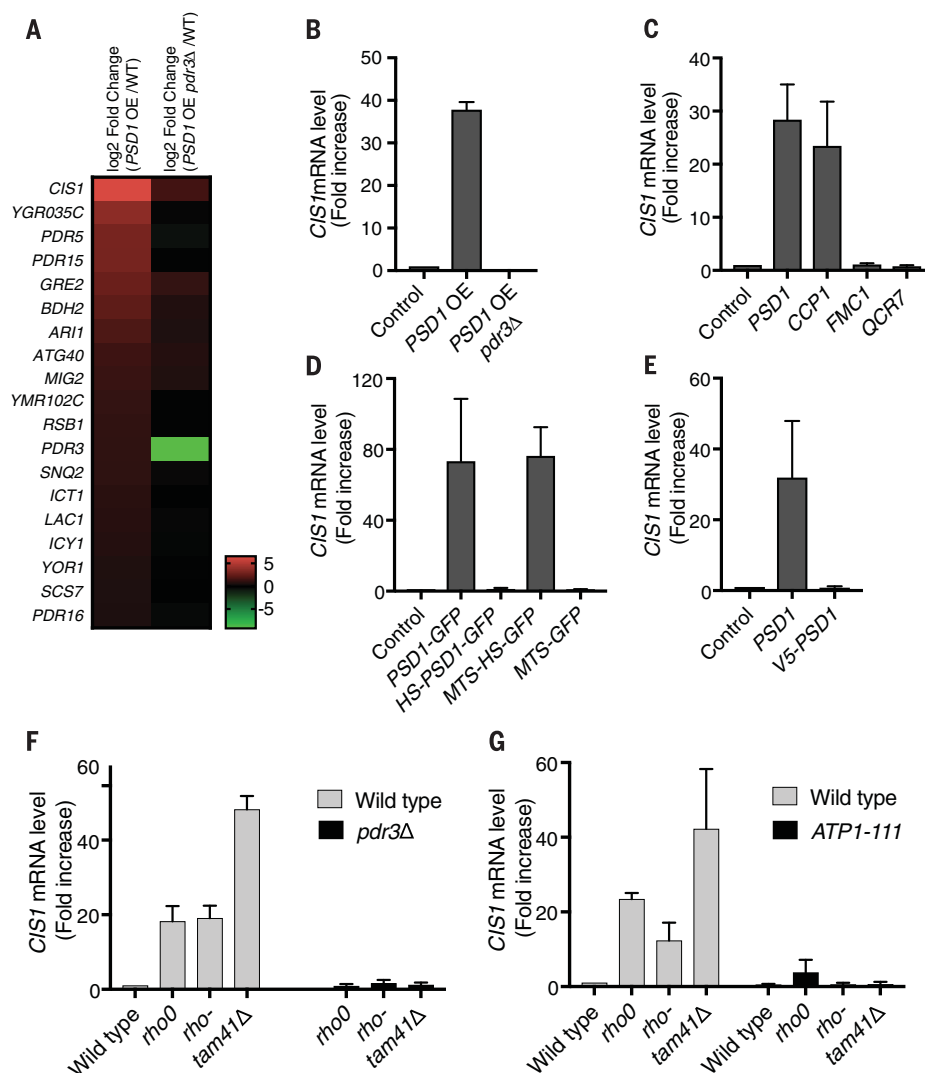 A
log2 Fold Change
(PSD1 OE /WT)
log2 Fold Change
(PSD1 OE pdr3Δ /WT)
CIS1
YGR035C
PDR5
PDR15
GRE2
BDH2
ARI1
ATG40
MIG2
YMR102C
RSB1
PDR3
SNQ2
ICT1
LAC1
ICY1
YOR1
SCS7
PDR16
5
0
-5
B
CIS1 mRNA level
(Fold increase)
50
40
30
20
10
0
Control
PSD1 OE
PSD1 OE
pdr3Δ
C
CIS1 mRNA level
(Fold increase)
40
30
20
10
0
Control
PSD1
CCP1
FMC1
QCR7
D
CIS1 mRNA level
(Fold increase)
120
80
40
0
Control
PSD1-GFP
HS-PSD1-GFP
MTS-HS-GFP
MTS-GFP
E
CIS1 mRNA level
(Fold increase)
60
40
20
0
Control
PSD1
V5-PSD1
F
CIS1 mRNA level
(Fold increase)
60
40
20
0
Wild type
pdr3Δ
Wild type
rho0
rho-
tam41Δ
rho0
rho-
tam41Δ
G
CIS1 mRNA level
(Fold increase)
60
40
20
0
Wild type
ATP1-111
Wild type
rho0
rho-
tam41Δ
Wild type
rho0
rho-
tam41Δ